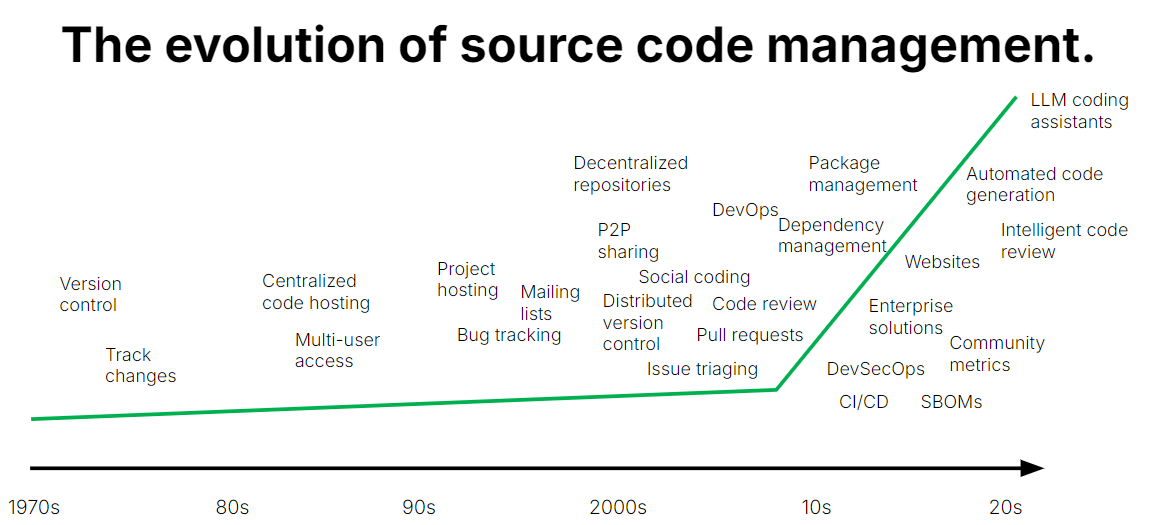 The evolution of source code management.
LLM coding
assistants
Decentralized
repositories
Package
management
Automated code
generation
DevOps
Dependency
management
P2P
sharing
Intelligent code
review
Websites
Project
hosting
Social coding
Version
control
Centralized
code hosting
Mailing
lists
Distributed
version
control
Code review
Enterprise
solutions
Bug tracking
Pull requests
Multi-user
access
Community
metrics
Track
changes
Issue triaging
DevSecOps
CI/CD
SBOMs
1970s
80s
90s
2000s
10s
20s